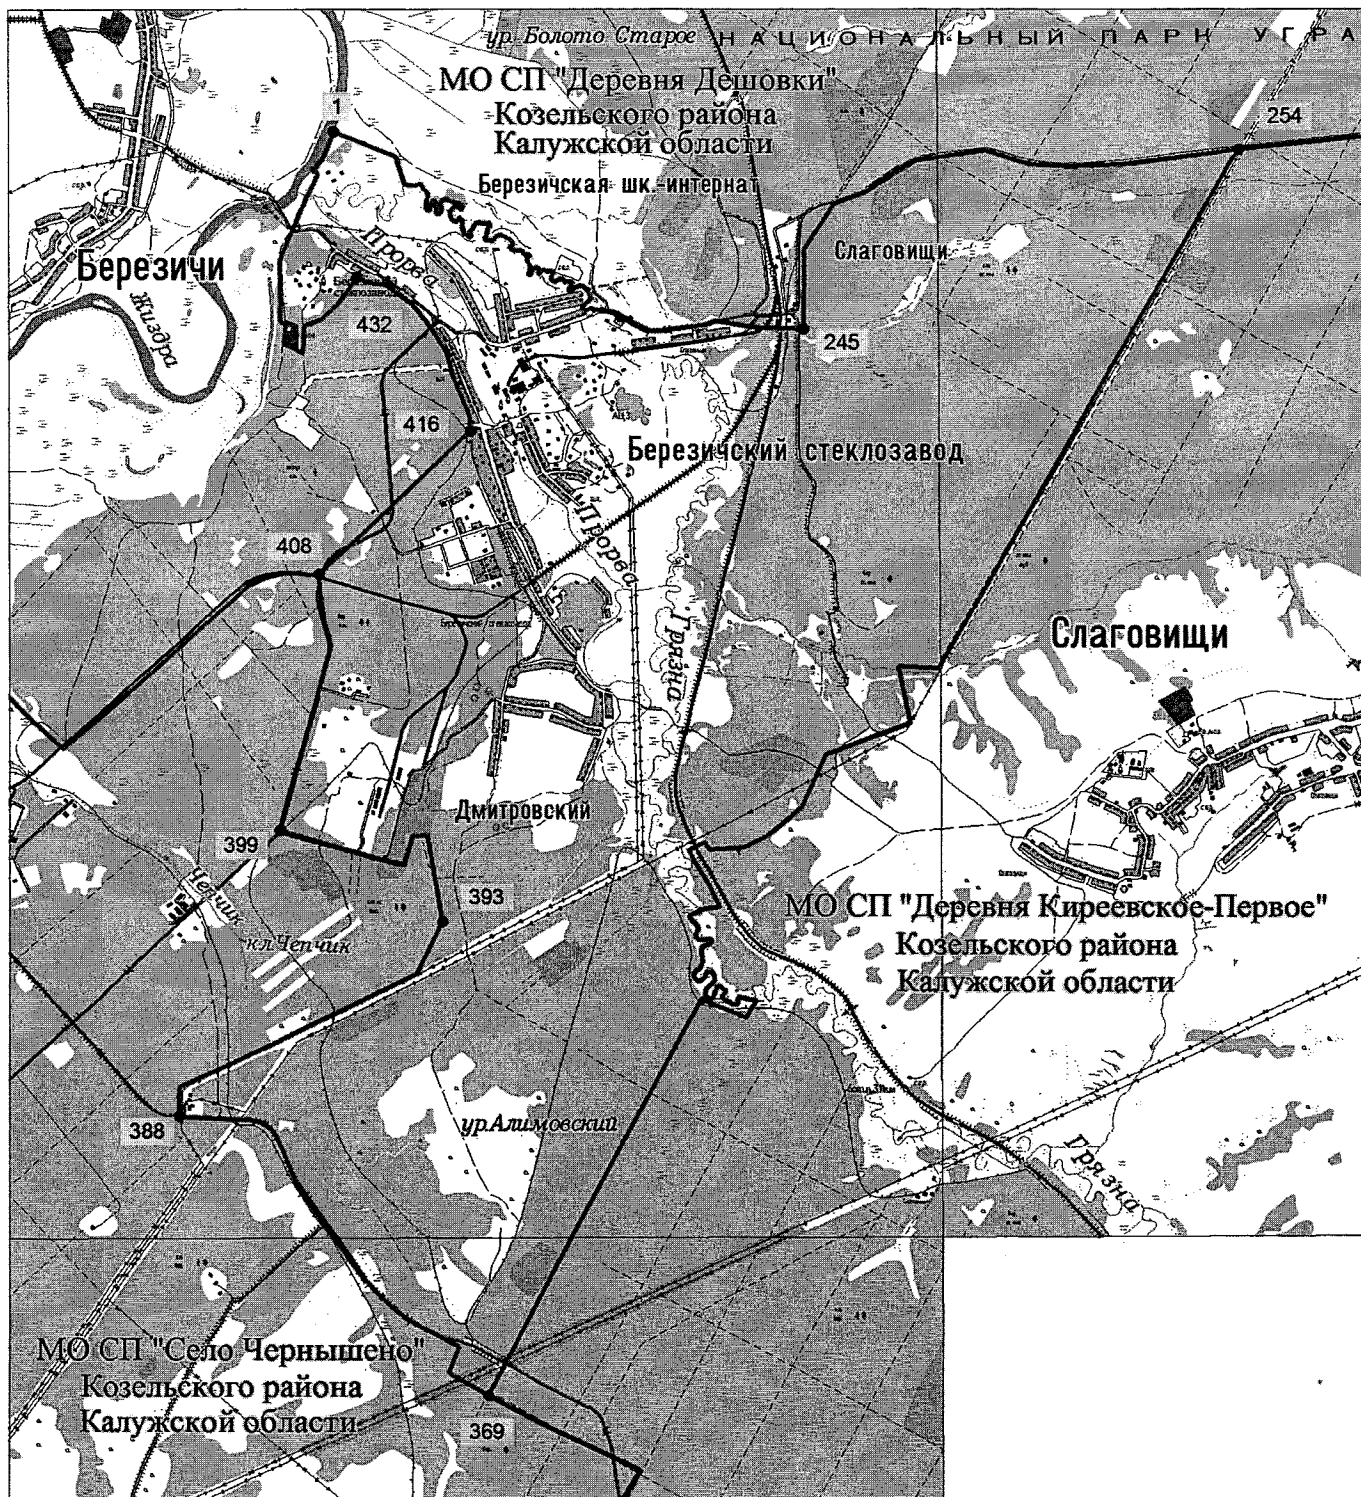 ур. Болото Старое
НАЦИОНАЛЬНЫЙ ПАРК УГРА
МО СП "Деревня Дешовки"
Козельского района
Калужской области
1
254
Березичская шк.-интернат
Прорва
Слаговищи
Березичи
Жиздра
432
245
416
Березичский стеклозавод
Прорва
408
Грязна
Слаговищи
Дмитровский
399
393
Чепчик
кл.Чепчик
МО СП "Деревня Киреевское-Первое"
Козельского района
Калужской области
388
ур.Алимовский
Грязна
МО СП "Село Чернышено"
Козельского района
Калужской области
369